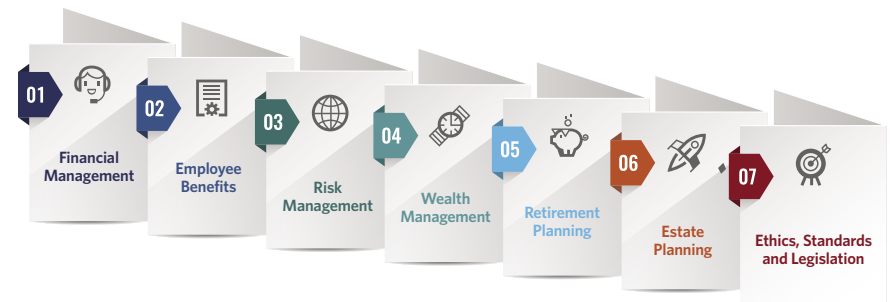 01
Financial
Management
02
Employee
Benefits
03
Risk
Management
04
Wealth
Management
05
Retirement
Planning
06
Estate
Planning
07
Ethics, Standards
and Legislation